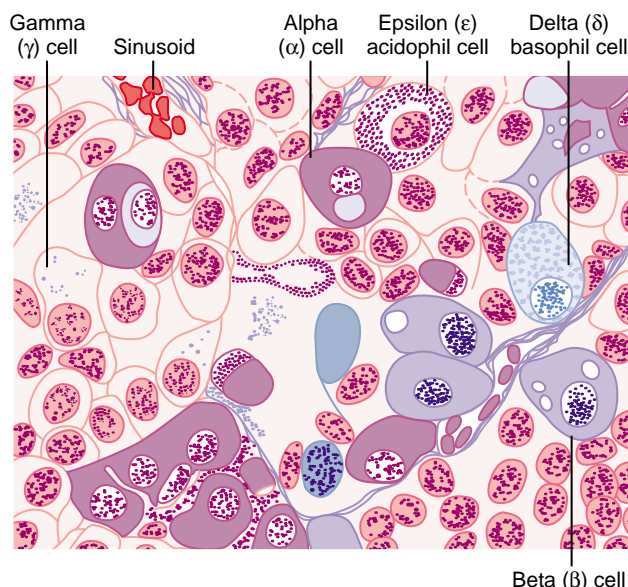 Gamma
(γ) cell
Sinusoid
Alpha
(α) cell
Epsilon (ε)
acidophil cell
Delta (δ)
basophil cell
Beta (β) cell